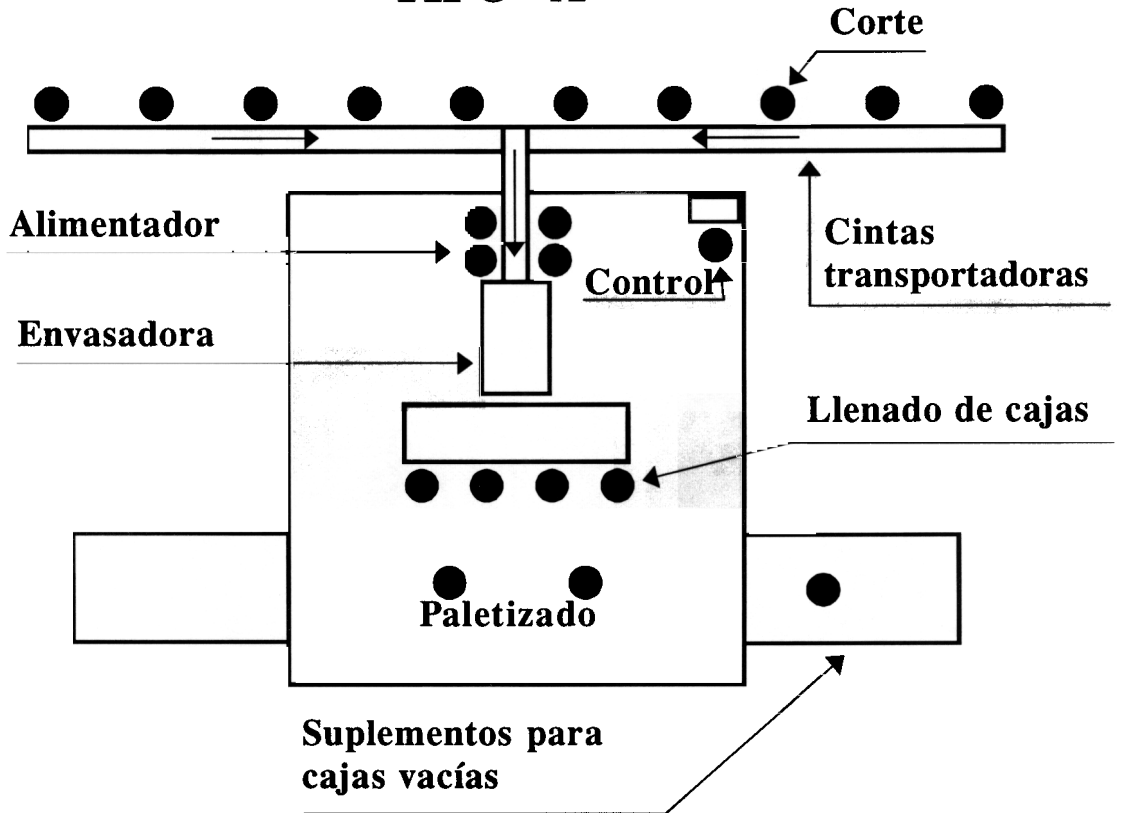 Corte
Alimentador
Cintas
transportadoras
Control
Envasadora
Llenado de cajas
Paletizado
Suplementos para
cajas vacías